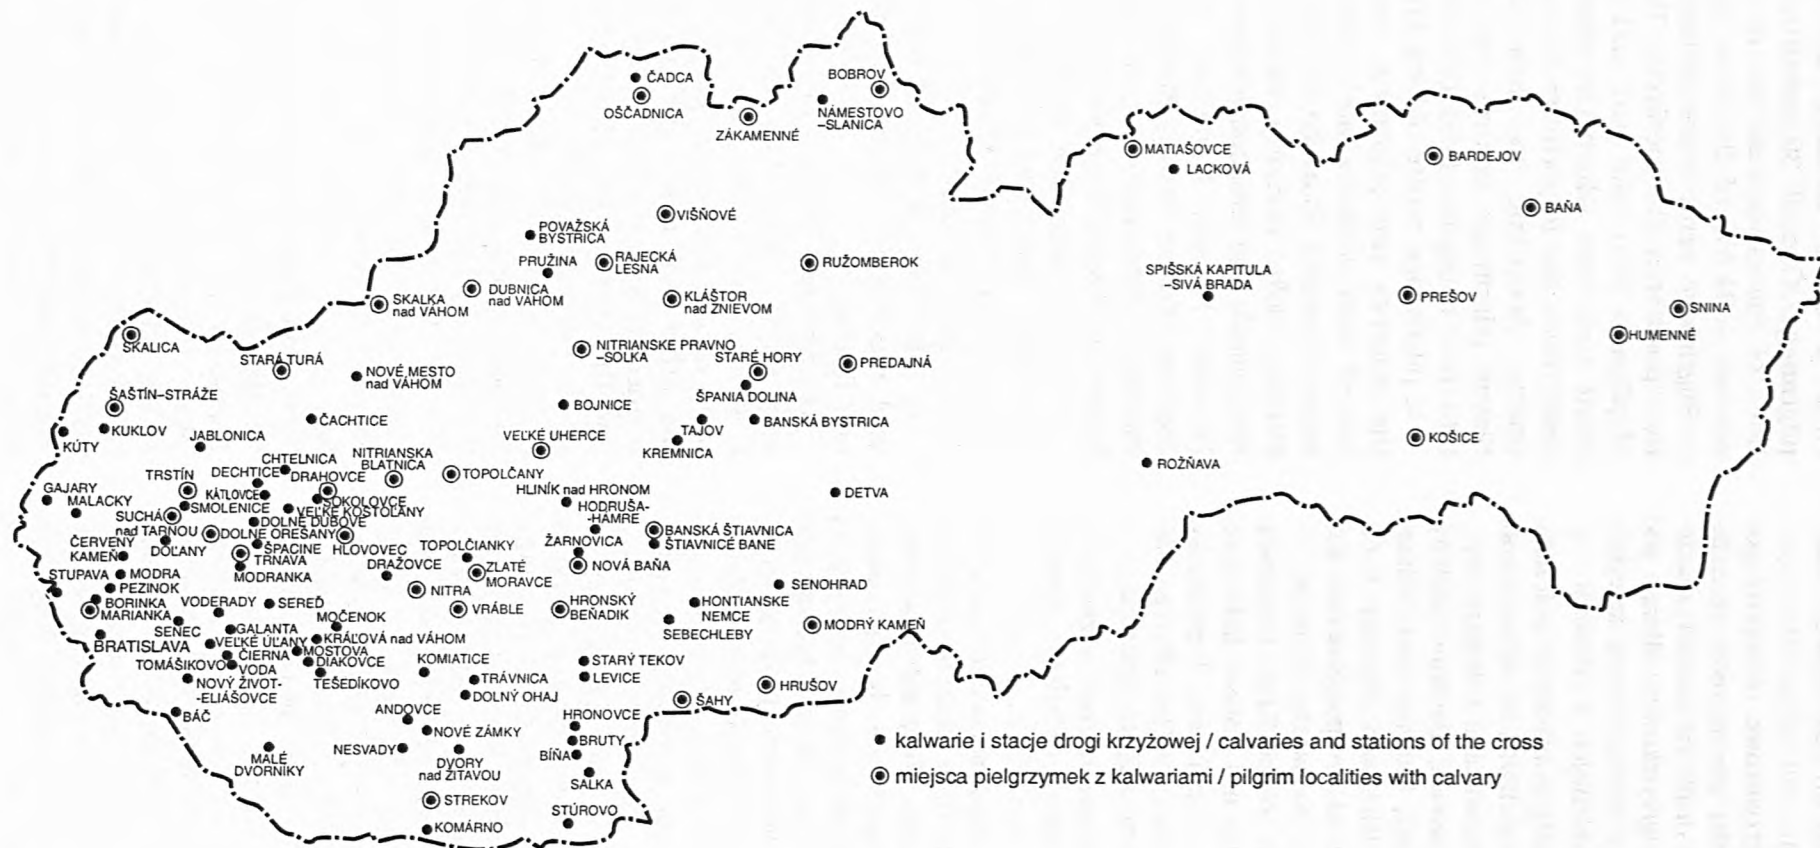 ČADCA
OŠČADNICA
BOBROV
NÁMESTOVO
–SLANICA
ZÁKAMENNÉ
MATIAŠOVCE
LACKOVÁ
BARDEJOV
BAŇA
VIŠŇOVÉ
POVAŽSKÁ
BYSTRICA
PRUŽINA
RAJECKÁ
LESNA
RUŽOMBEROK
DUBNICA
nad VÁHOM
SKALKA
nad VÁHOM
KLÁŠTOR
nad ZNIEVOM
SPIŠSKÁ KAPITULA
–SIVÁ BRADA
PREŠOV
SNINA
HUMENNÉ
SKALICA
STARÁ TURÁ
NOVÉ MESTO
nad VÁHOM
NITRIANSKE PRAVNO
–SOLKA
STARÉ HORY
PREDAJNÁ
ŠPANIA DOLINA
ŠAŠTÍN–STRÁŽE
KUKLOV
KÚTY
ČACHTICE
BOJNICE
TAJOV
BANSKÁ BYSTRICA
KREMNICA
KOŠICE
ROŽŇAVA
JABLONICA
VEĽKÉ UHERCE
CHTELNICA
NITRIANSKA
BLATNICA
TOPOLČANY
DECHTICE
DRAHOVCE
TRSTÍN
KÁTLOVCE
SOKOLOVCE
GAJARY
MALACKY
SMOLENICE
VEĽKÉ KOSTOĽANY
HLINÍK nad HRONOM
DETVA
HODRUŠA-
-HÁMRE
SUCHÁ
nad TARNOU
DOLNÉ DUBOVÉ
DOLNE OREŠANY
BANSKÁ ŠTIAVNICA
ŠTIAVNICÉ BANE
ČERVENÝ
KAMEŇ
DOĽANY
ŠPACINE
HLOVOVEC
TOPOLČIANKY
ŽARNOVICA
TRNAVA
MODRANKA
DRAŽOVCE
ZLATÉ
MORAVCE
NOVÁ BAŇA
STUPAVA
MODRA
PEZINOK
BORINKA
MARIANKA
VODERADY
SEREĎ
NITRA
VRÁBLE
HRONSKÝ
BEŇADIK
SENOHRAD
HONTIANSKE
NEMCE
SEBECHLEBY
MODRÝ KAMEŇ
MOČENOK
SENEC
GALANTA
BRATISLAVA
KRÁĽOVÁ nad VÁHOM
VEĽKÉ ÚĽANY
MOSTOVA
ČIERNA
VODA
DIAKOVCE
TOMÁŠIKOVO
TEŠEDÍKOVO
KOMIATICE
STARÝ TEKOV
LEVICE
TRÁVNICA
NOVÝ ŽIVOT-
-ELIÁŠOVCE
DOLNÝ OHAJ
HRUŠOV
ŠAHY
BÁČ
ANDOVCE
NOVÉ ZÁMKY
HRONOVCE
BRUTY
BÍŇA
MALÉ
DVORNÍKY
NESVADY
DVORY
nad ŽITAVOU
SALKA
STREKOV
STÚROVO
KOMÁRNO
kalwarie i stacje drogi krzyżowej / calvaries and stations of the cross
miejsca pielgrzymek z kalwariami / pilgrim localities with calvary